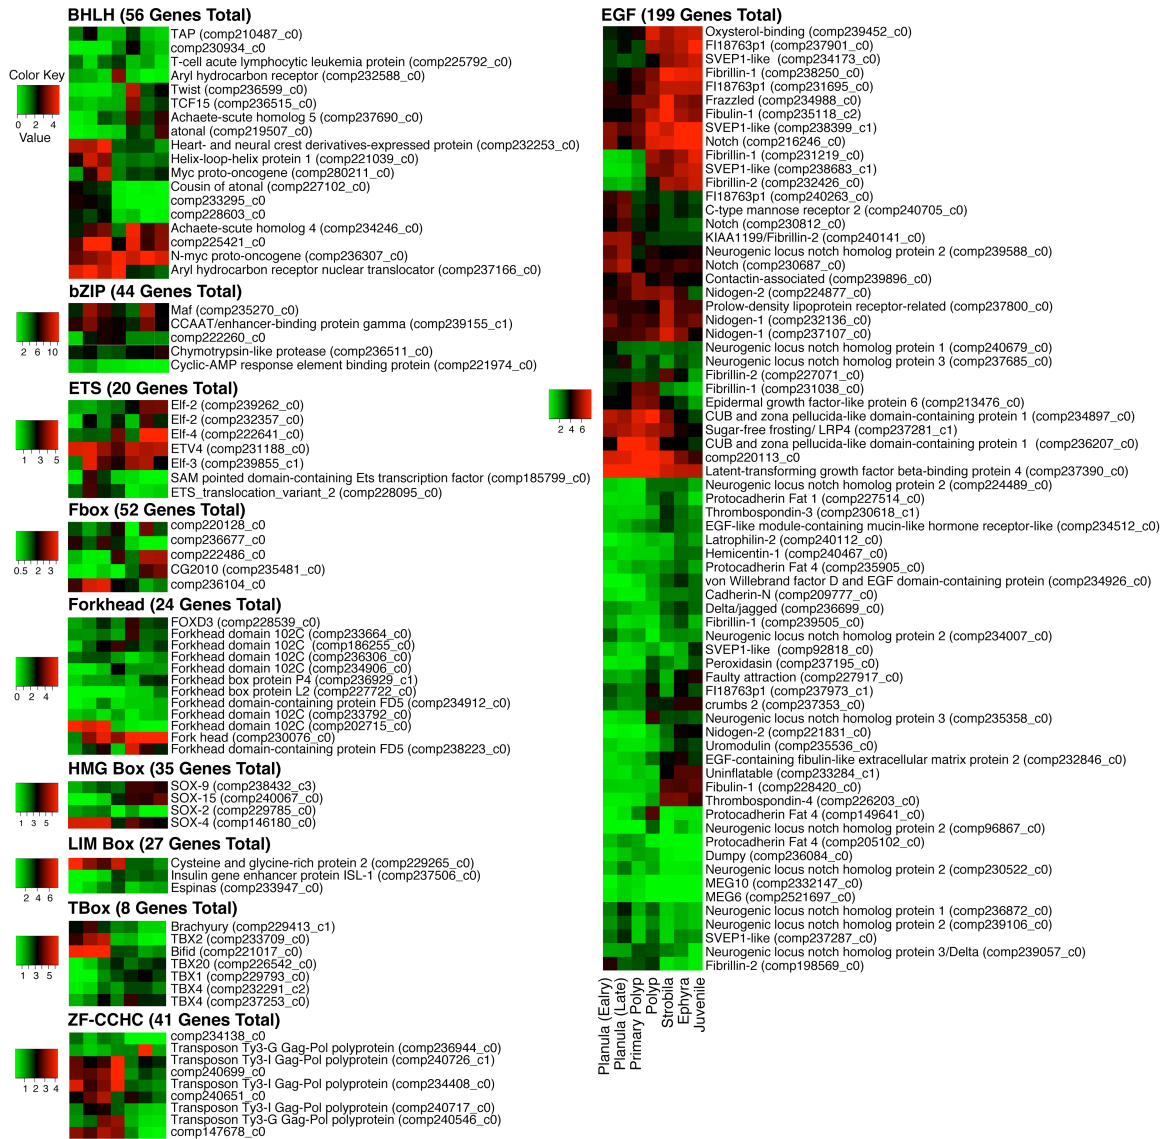 BHLH (56 Genes Total)
TAP (comp210487_c0)
comp230934_c0
T-cell acute lymphocytic leukemia protein (comp225792_c0)
Aryl hydrocarbon receptor (comp232588_c0)
Twist (comp236599_c0)
TCF15 (comp236515_c0)
Achaete-scute homolog 5 (comp237690_c0)
atonal (comp219507_c0)
Heart- and neural crest derivatives-expressed protein (comp232253_c0)
Helix-loop-helix protein 1 (comp221039_c0)
Myc proto-oncogene (comp280211_c0)
Cousin of atonal (comp227102_c0)
comp233295_c0
comp228603_c0
Achaete-scute homolog 4 (comp234246_c0)
comp225421_c0
N-myc proto-oncogene (comp236307_c0)
Aryl hydrocarbon receptor nuclear translocator (comp237166_c0)
Color Key
0 2 4
Value
bZIP (44 Genes Total)
Maf (comp235270_c0)
CCAAT/enhancer-binding protein gamma (comp239155_c1)
comp222260_c0
Chymotrypsin-like protease (comp236511_c0)
Cyclic-AMP response element binding protein (comp221974_c0)
2 6 10
ETS (20 Genes Total)
Elf-2 (comp239262_c0)
Elf-2 (comp232357_c0)
Elf-4 (comp222641_c0)
ETV4 (comp231188_c0)
Elf-3 (comp239855_c1)
SAM pointed domain-containing Ets transcription factor (comp185799_c0)
ETS_translocation_variant_2 (comp228095_c0)
1 3 5
Fbox (52 Genes Total)
comp220128_c0
comp236677_c0
comp222486_c0
CG2010 (comp235481_c0)
comp236104_c0
0.5 2 3
Forkhead (24 Genes Total)
FOXD3 (comp228539_c0)
Forkhead domain 102C (comp233664_c0)
Forkhead domain 102C (comp186255_c0)
Forkhead domain 102C (comp236306_c0)
Forkhead domain 102C (comp234906_c0)
Forkhead box protein P4 (comp236929_c1)
Forkhead box protein L2 (comp227722_c0)
Forkhead domain-containing protein FD5 (comp234912_c0)
Forkhead domain 102C (comp233792_c0)
Forkhead domain 102C (comp202715_c0)
Fork head (comp230076_c0)
Forkhead domain-containing protein FD5 (comp238223_c0)
0 2 4
HMG Box (35 Genes Total)
SOX-9 (comp238432_c3)
SOX-15 (comp240067_c0)
SOX-2 (comp229785_c0)
SOX-4 (comp146180_c0)
1 3 5
LIM Box (27 Genes Total)
Cysteine and glycine-rich protein 2 (comp229265_c0)
Insulin gene enhancer protein ISL-1 (comp237506_c0)
Espinas (comp233947_c0)
2 4 6
TBox (8 Genes Total)
Brachyury (comp229413_c1)
TBX2 (comp233709_c0)
Bifid (comp221017_c0)
TBX20 (comp226542_c0)
TBX1 (comp229793_c0)
TBX4 (comp232291_c2)
TBX4 (comp237253_c0)
1 3 5
ZF-CCHC (41 Genes Total)
comp234138_c0
Transposon Ty3-G Gag-Pol polyprotein (comp236944_c0)
Transposon Ty3-I Gag-Pol polyprotein (comp240726_c1)
comp240699_c0
Transposon Ty3-I Gag-Pol polyprotein (comp234408_c0)
comp240651_c0
Transposon Ty3-I Gag-Pol polyprotein (comp240717_c0)
Transposon Ty3-G Gag-Pol polyprotein (comp240546_c0)
comp147678_c0
1 2 3 4
EGF (199 Genes Total)
Oxysterol-binding (comp239452_c0)
FI18763p1 (comp237901_c0)
SVEP1-like (comp234173_c0)
Fibrillin-1 (comp238250_c0)
FI18763p1 (comp231695_c0)
Frazzled (comp234988_c0)
Fibulin-1 (comp235118_c2)
SVEP1-like (comp238399_c1)
Notch (comp216246_c0)
Fibrillin-1 (comp231219_c0)
SVEP1-like (comp238683_c1)
Fibrillin-2 (comp232426_c0)
FI18763p1 (comp240263_c0)
C-type mannose receptor 2 (comp240705_c0)
Notch (comp230812_c0)
KIAA1199/Fibrillin-2 (comp240141_c0)
Neurogenic locus notch homolog protein 2 (comp239588_c0)
Notch (comp230687_c0)
Contactin-associated (comp239896_c0)
Nidogen-2 (comp224877_c0)
Prolow-density lipoprotein receptor-related (comp237800_c0)
Nidogen-1 (comp232136_c0)
Nidogen-1 (comp237107_c0)
Neurogenic locus notch homolog protein 1 (comp240679_c0)
Neurogenic locus notch homolog protein 3 (comp237685_c0)
Fibrillin-2 (comp227071_c0)
Fibrillin-1 (comp231038_c0)
Epidermal growth factor-like protein 6 (comp213476_c0)
CUB and zona pellucida-like domain-containing protein 1 (comp234897_c0)
Sugar-free frosting/ LRP4 (comp237281_c1)
CUB and zona pellucida-like domain-containing protein 1 (comp236207_c0)
comp220113_c0
Latent-transforming growth factor beta-binding protein 4 (comp237390_c0)
Neurogenic locus notch homolog protein 2 (comp224489_c0)
Protocadherin Fat 1 (comp227514_c0)
Thrombospondin-3 (comp230618_c1)
EGF-like module-containing mucin-like hormone receptor-like (comp234512_c0)
Latrophilin-2 (comp240112_c0)
Hemicentin-1 (comp240467_c0)
Protocadherin Fat 4 (comp235905_c0)
von Willebrand factor D and EGF domain-containing protein (comp234926_c0)
Cadherin-N (comp209777_c0)
Delta/jagged (comp236699_c0)
Fibrillin-1 (comp239505_c0)
Neurogenic locus notch homolog protein 2 (comp234007_c0)
SVEP1-like (comp92818_c0)
Peroxidasin (comp237195_c0)
Faulty attraction (comp227917_c0)
FI18763p1 (comp237973_c1)
crumbs 2 (comp237353_c0)
Neurogenic locus notch homolog protein 3 (comp235358_c0)
Nidogen-2 (comp221831_c0)
Uromodulin (comp235536_c0)
EGF-containing fibulin-like extracellular matrix protein 2 (comp232846_c0)
Uninflatable (comp233284_c1)
Fibulin-1 (comp228420_c0)
Thrombospondin-4 (comp226203_c0)
Protocadherin Fat 4 (comp149641_c0)
Neurogenic locus notch homolog protein 2 (comp96867_c0)
Protocadherin Fat 4 (comp205102_c0)
Dumpy (comp236084_c0)
Neurogenic locus notch homolog protein 2 (comp230522_c0)
MEG10 (comp2332147_c0)
MEG6 (comp2521697_c0)
Neurogenic locus notch homolog protein 1 (comp236872_c0)
Neurogenic locus notch homolog protein 2 (comp239106_c0)
SVEP1-like (comp237287_c0)
Neurogenic locus notch homolog protein 3/Delta (comp239057_c0)
Fibrillin-2 (comp198569_c0)
2 4 6
Planula (Ealry)
Planula (Late)
Primary Polyp
Polyp
Strobila
Ephyra
Juvenile